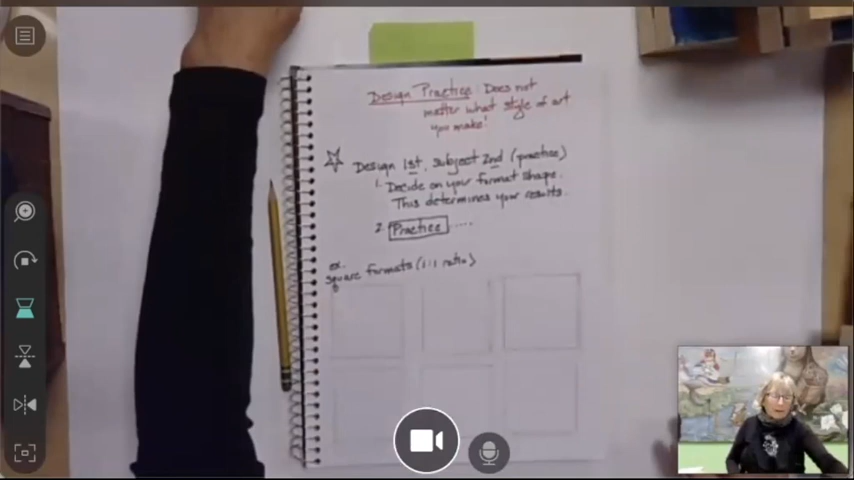 Design Practice: Does not
matter what style of art
you make!
Design 1st, subject 2nd (practice)
1. Decide on your format shape.
This determines your results.
2. Practice .....
ex.
square formats (1:1 ratio)